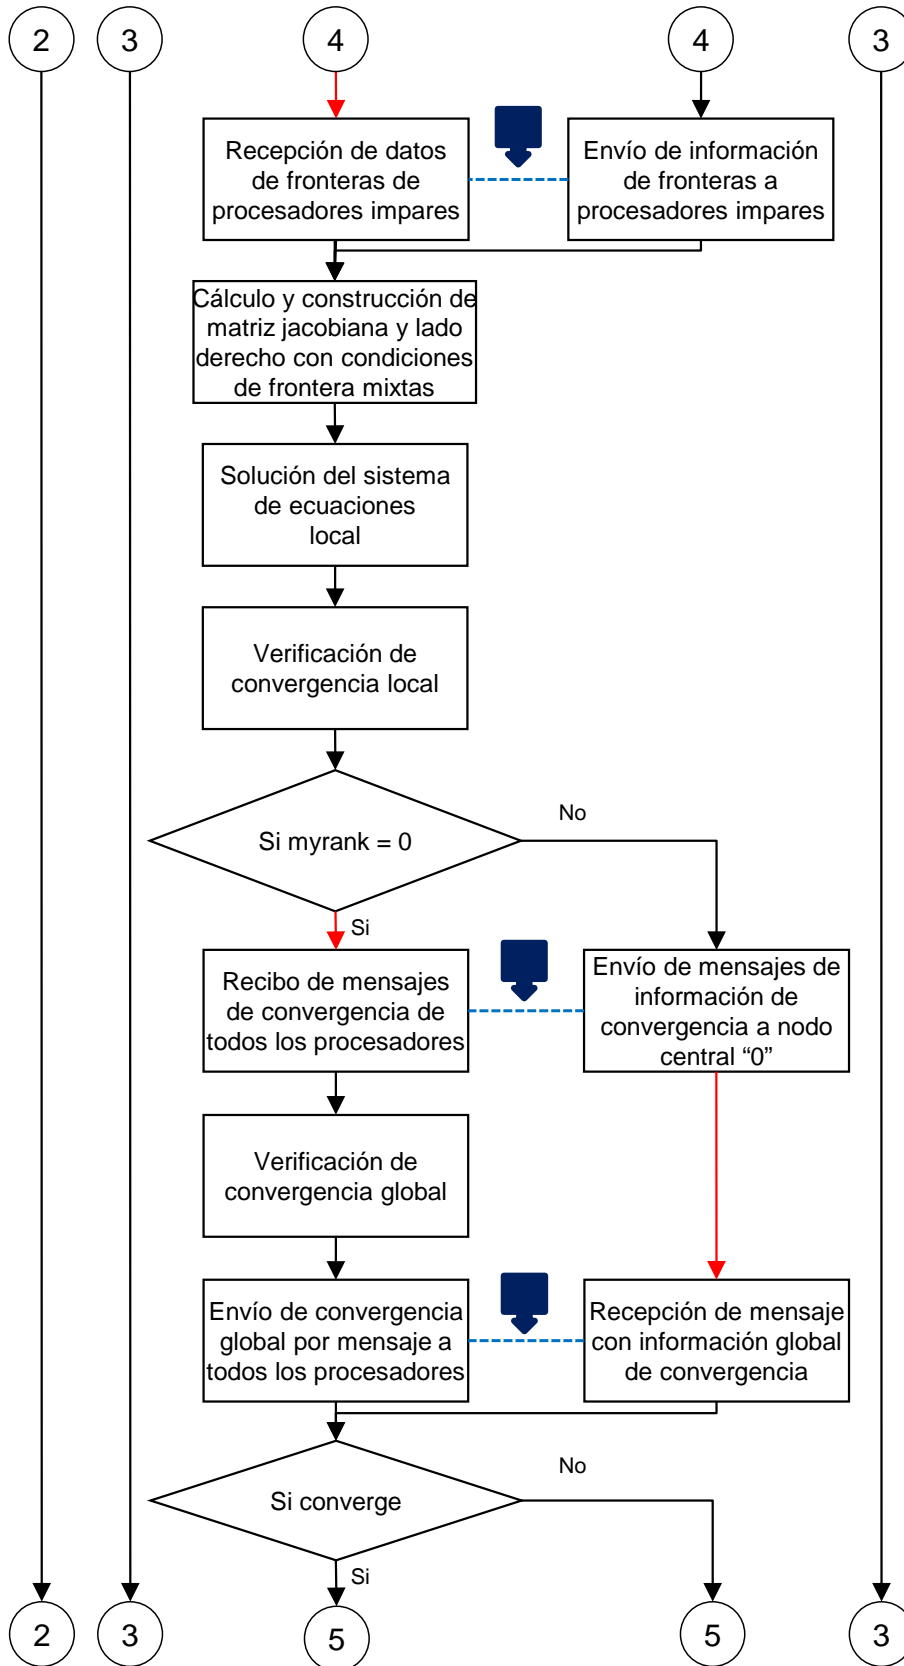 2
3
4
4
3
Recepción de datos
de fronteras de
procesadores impares
Envío de información
de fronteras a
procesadores impares
Cálculo y construcción de
matriz jacobiana y lado
derecho con condiciones
de frontera mixtas
Solución del sistema
de ecuaciones
local
Verificación de
convergencia local
Si myrank = 0
No
Si
Recibo de mensajes
de convergencia de
todos los procesadores
Envío de mensajes de
información de
convergencia a nodo
central “0”
Verificación de
convergencia global
Envío de convergencia
global por mensaje a
todos los procesadores
Recepción de mensaje
con información global
de convergencia
Si converge
No
Si
2
3
5
5
3